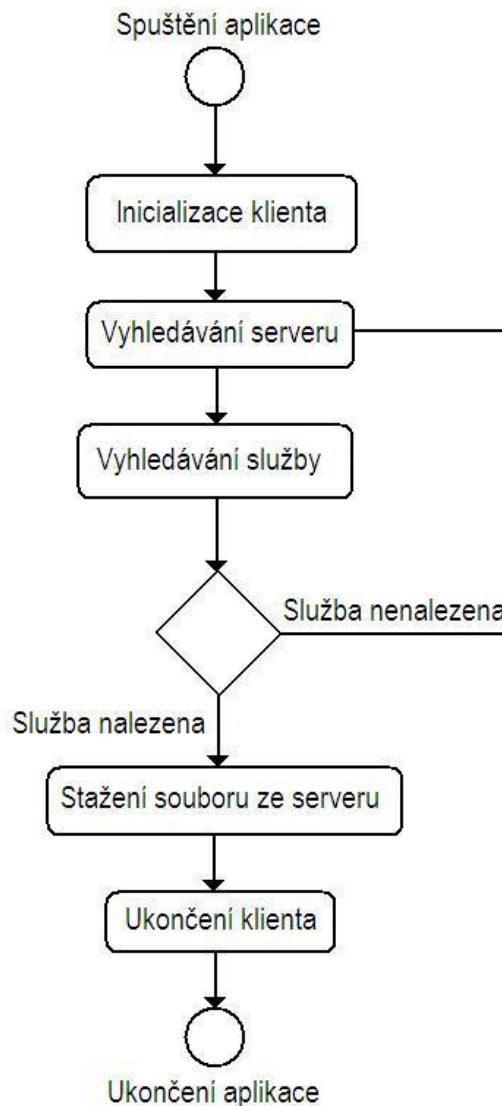 Spuštění aplikace
Inicializace klienta
Vyhledávání serveru
Vyhledávání služby
Služba nenalezena
Služba nalezena
Stažení souboru ze serveru
Ukončení klienta
Ukončení aplikace